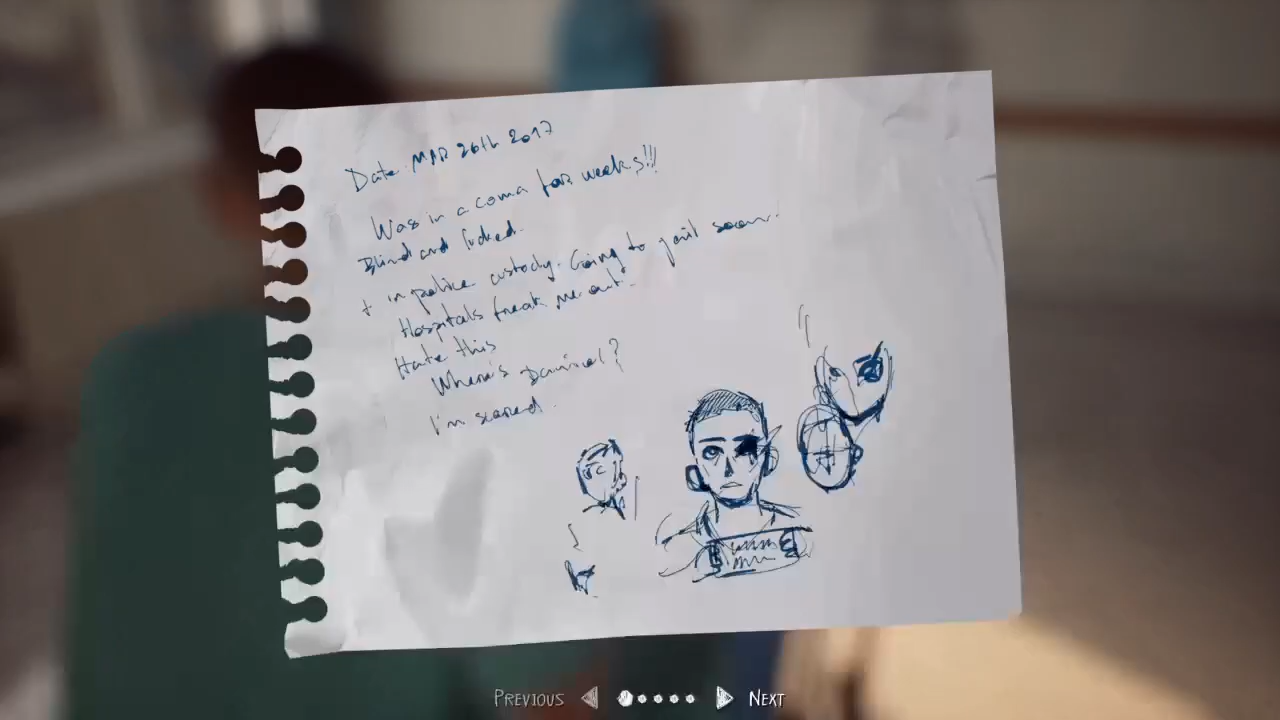 Date MAR 26th 2017
Was in a coma for weeks!!!
Blind and fucked.
+ in police custody. Going to jail soon.
Hospitals freak me out.
Hate this
Where's Daniel?
I'm scared.
PREVIOUS NEXT